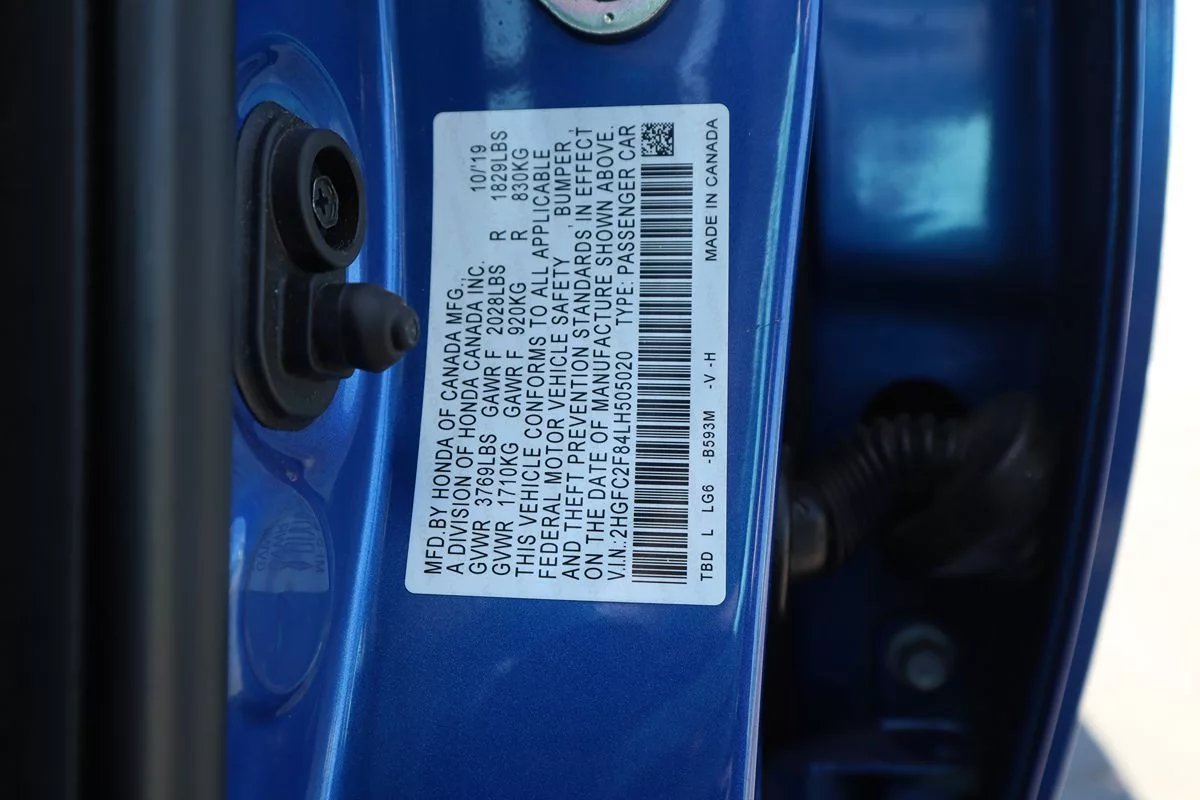 MFD.BY HONDA OF CANADA MFG.,
A DIVISION OF HONDA CANADA INC. 10/'19
GVWR 3769LBS GAWR F 2028LBS R 1829LBS
GVWR 1710KG GAWR F 920KG R 830KG
THIS VEHICLE CONFORMS TO ALL APPLICABLE
FEDERAL MOTOR VEHICLE SAFETY , BUMPER ,
AND THEFT PREVENTION STANDARDS IN EFFECT
ON THE DATE OF MANUFACTURE SHOWN ABOVE.
V.I.N.:2HGFC2F84LH505020 TYPE: PASSENGER CAR
TBD L LG6 -B593M -V -H MADE IN CANADA